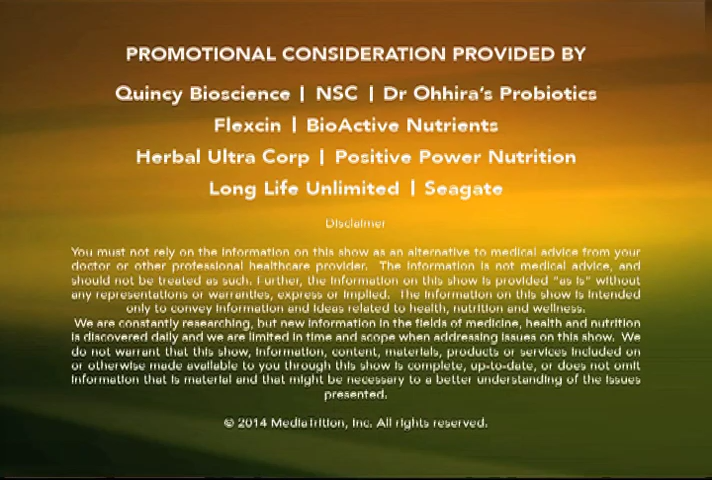 PROMOTIONAL CONSIDERATION PROVIDED BY
Quincy Bioscience | NSC | Dr Ohhira's Probiotics
Flexcin | BioActive Nutrients
Herbal Ultra Corp | Positive Power Nutrition
Long Life Unlimited | Seagate
Disclaimer
You must not rely on the information on this show as an alternative to medical advice from your
doctor or other professional healthcare provider. The information is not medical advice, and
should not be treated as such. Further, the information on this show is provided "as is" without
any representations or warranties, express or implied. The information on this show is intended
only to convey information and ideas related to health, nutrition and wellness.
We are constantly researching, but new information in the fields of medicine, health and nutrition
is discovered daily and we are limited in time and scope when addressing issues on this show. We
do not warrant that this show, information, content, materials, products or services included on
or otherwise made available to you through this show is complete, up-to-date, or does not omit
information that is material and that might be necessary to a better understanding of the issues
presented.
© 2014 MediaTrition, Inc. All rights reserved.